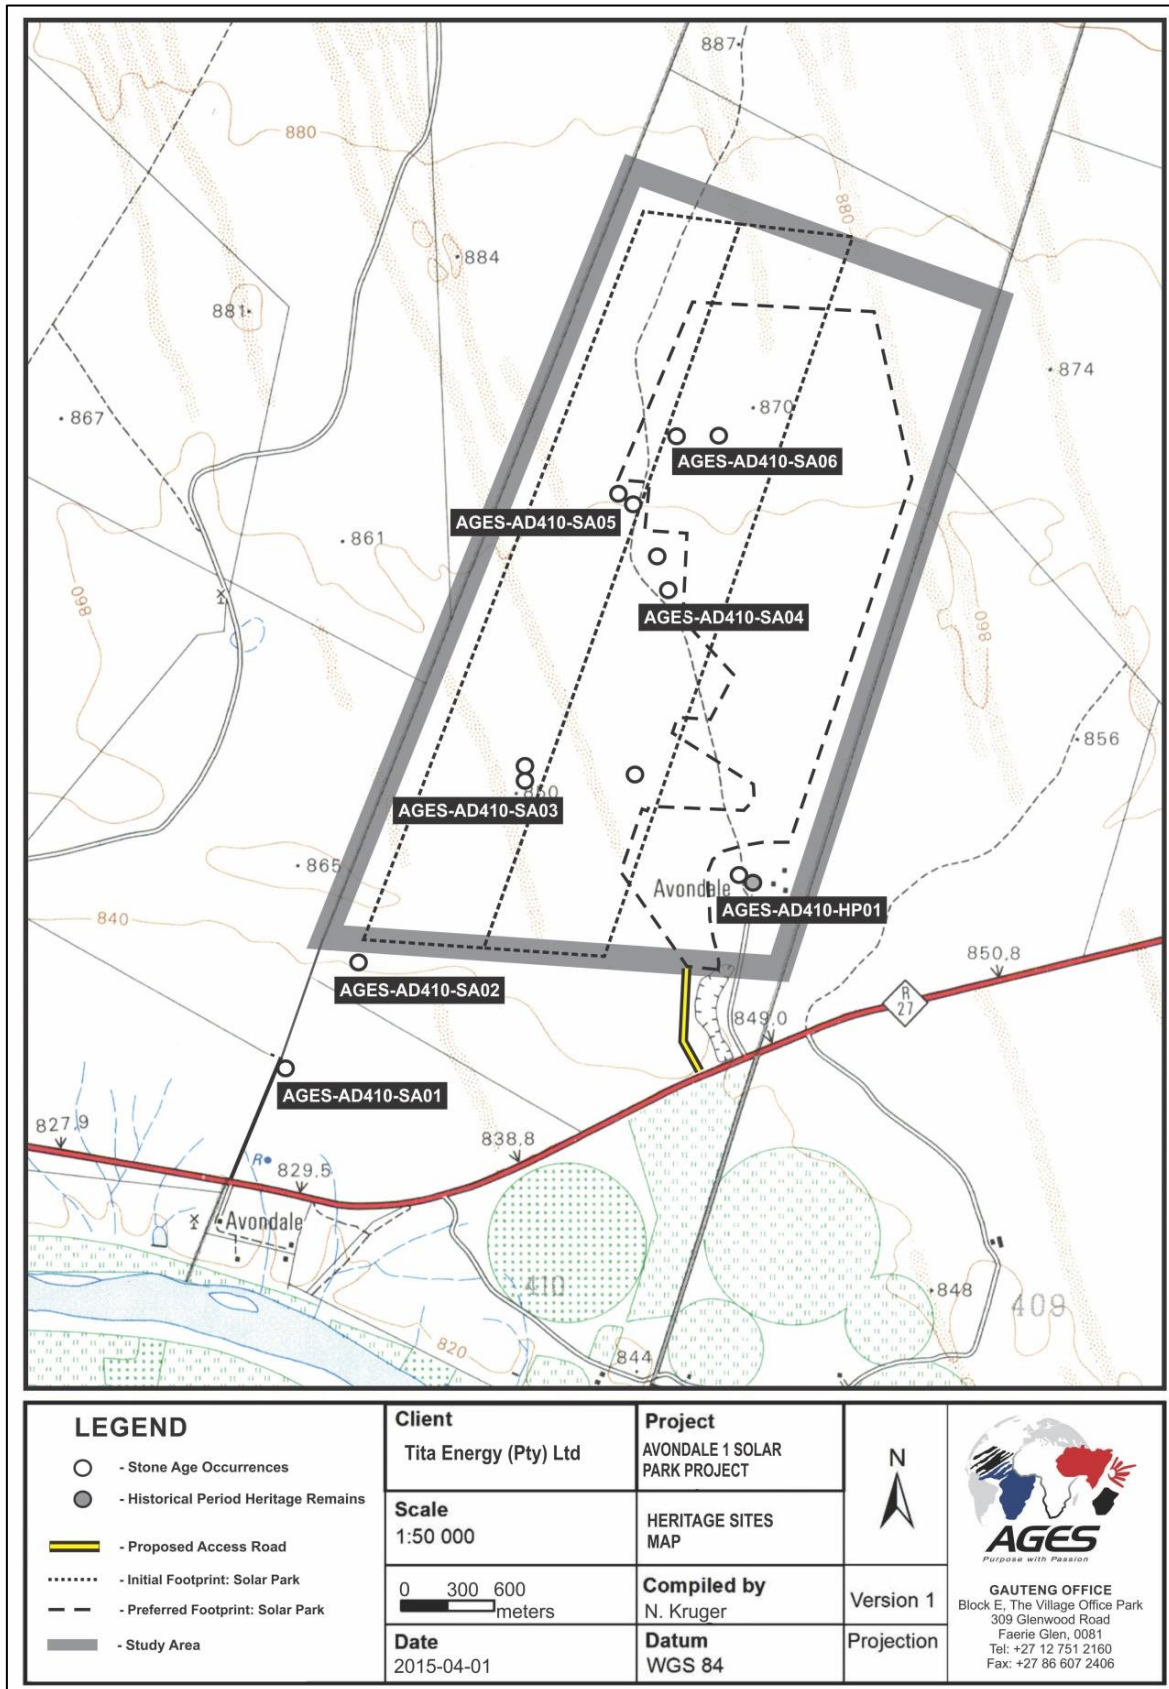 887
880
880
884
881
874
867
870
AGES-AD410-SA06
AGES-AD410-SA05
861
860
AGES-AD410-SA04
860
856
850
AGES-AD410-SA03
865
Avondale
AGES-AD410-HP01
840
850,8
AGES-AD410-SA02
R
27
849,0
AGES-AD410-SA01
827,9
838,8
R
829,5
Avondale
410
848
409
820
844
LEGEND
- Stone Age Occurrences
- Historical Period Heritage Remains
- Proposed Access Road
- Initial Footprint: Solar Park
- Preferred Footprint: Solar Park
- Study Area
Client
Tita Energy (Pty) Ltd
Scale
1:50 000
0 300 600
meters
Date
2015-04-01
Project
AVONDALE 1 SOLAR
PARK PROJECT
HERITAGE SITES
MAP
Compiled by
N. Kruger
Datum
WGS 84
N
Version 1
Projection
AGES
Purpose with Passion
GAUTENG OFFICE
Block E, The Village Office Park
309 Glenwood Road
Faerie Glen, 0081
Tel: +27 12 751 2160
Fax: +27 86 607 2406